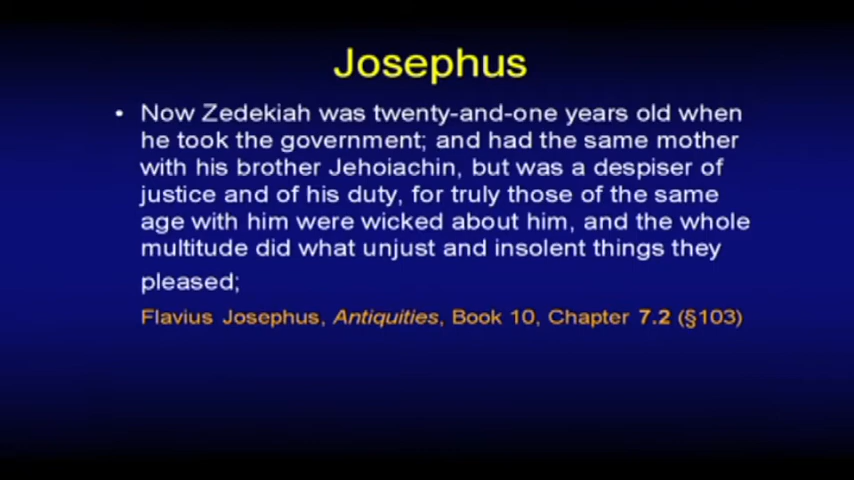 Josephus
• Now Zedekiah was twenty-and-one years old when
he took the government; and had the same mother
with his brother Jehoiachin, but was a despiser of
justice and of his duty, for truly those of the same
age with him were wicked about him, and the whole
multitude did what unjust and insolent things they
pleased;
Flavius Josephus, Antiquities, Book 10, Chapter 7.2 (§103)